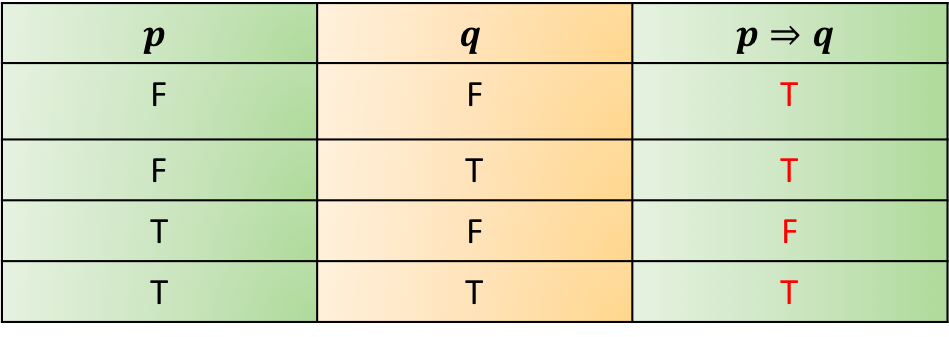 p q p ⇒ q
F F T
F T T
T F F
T T T